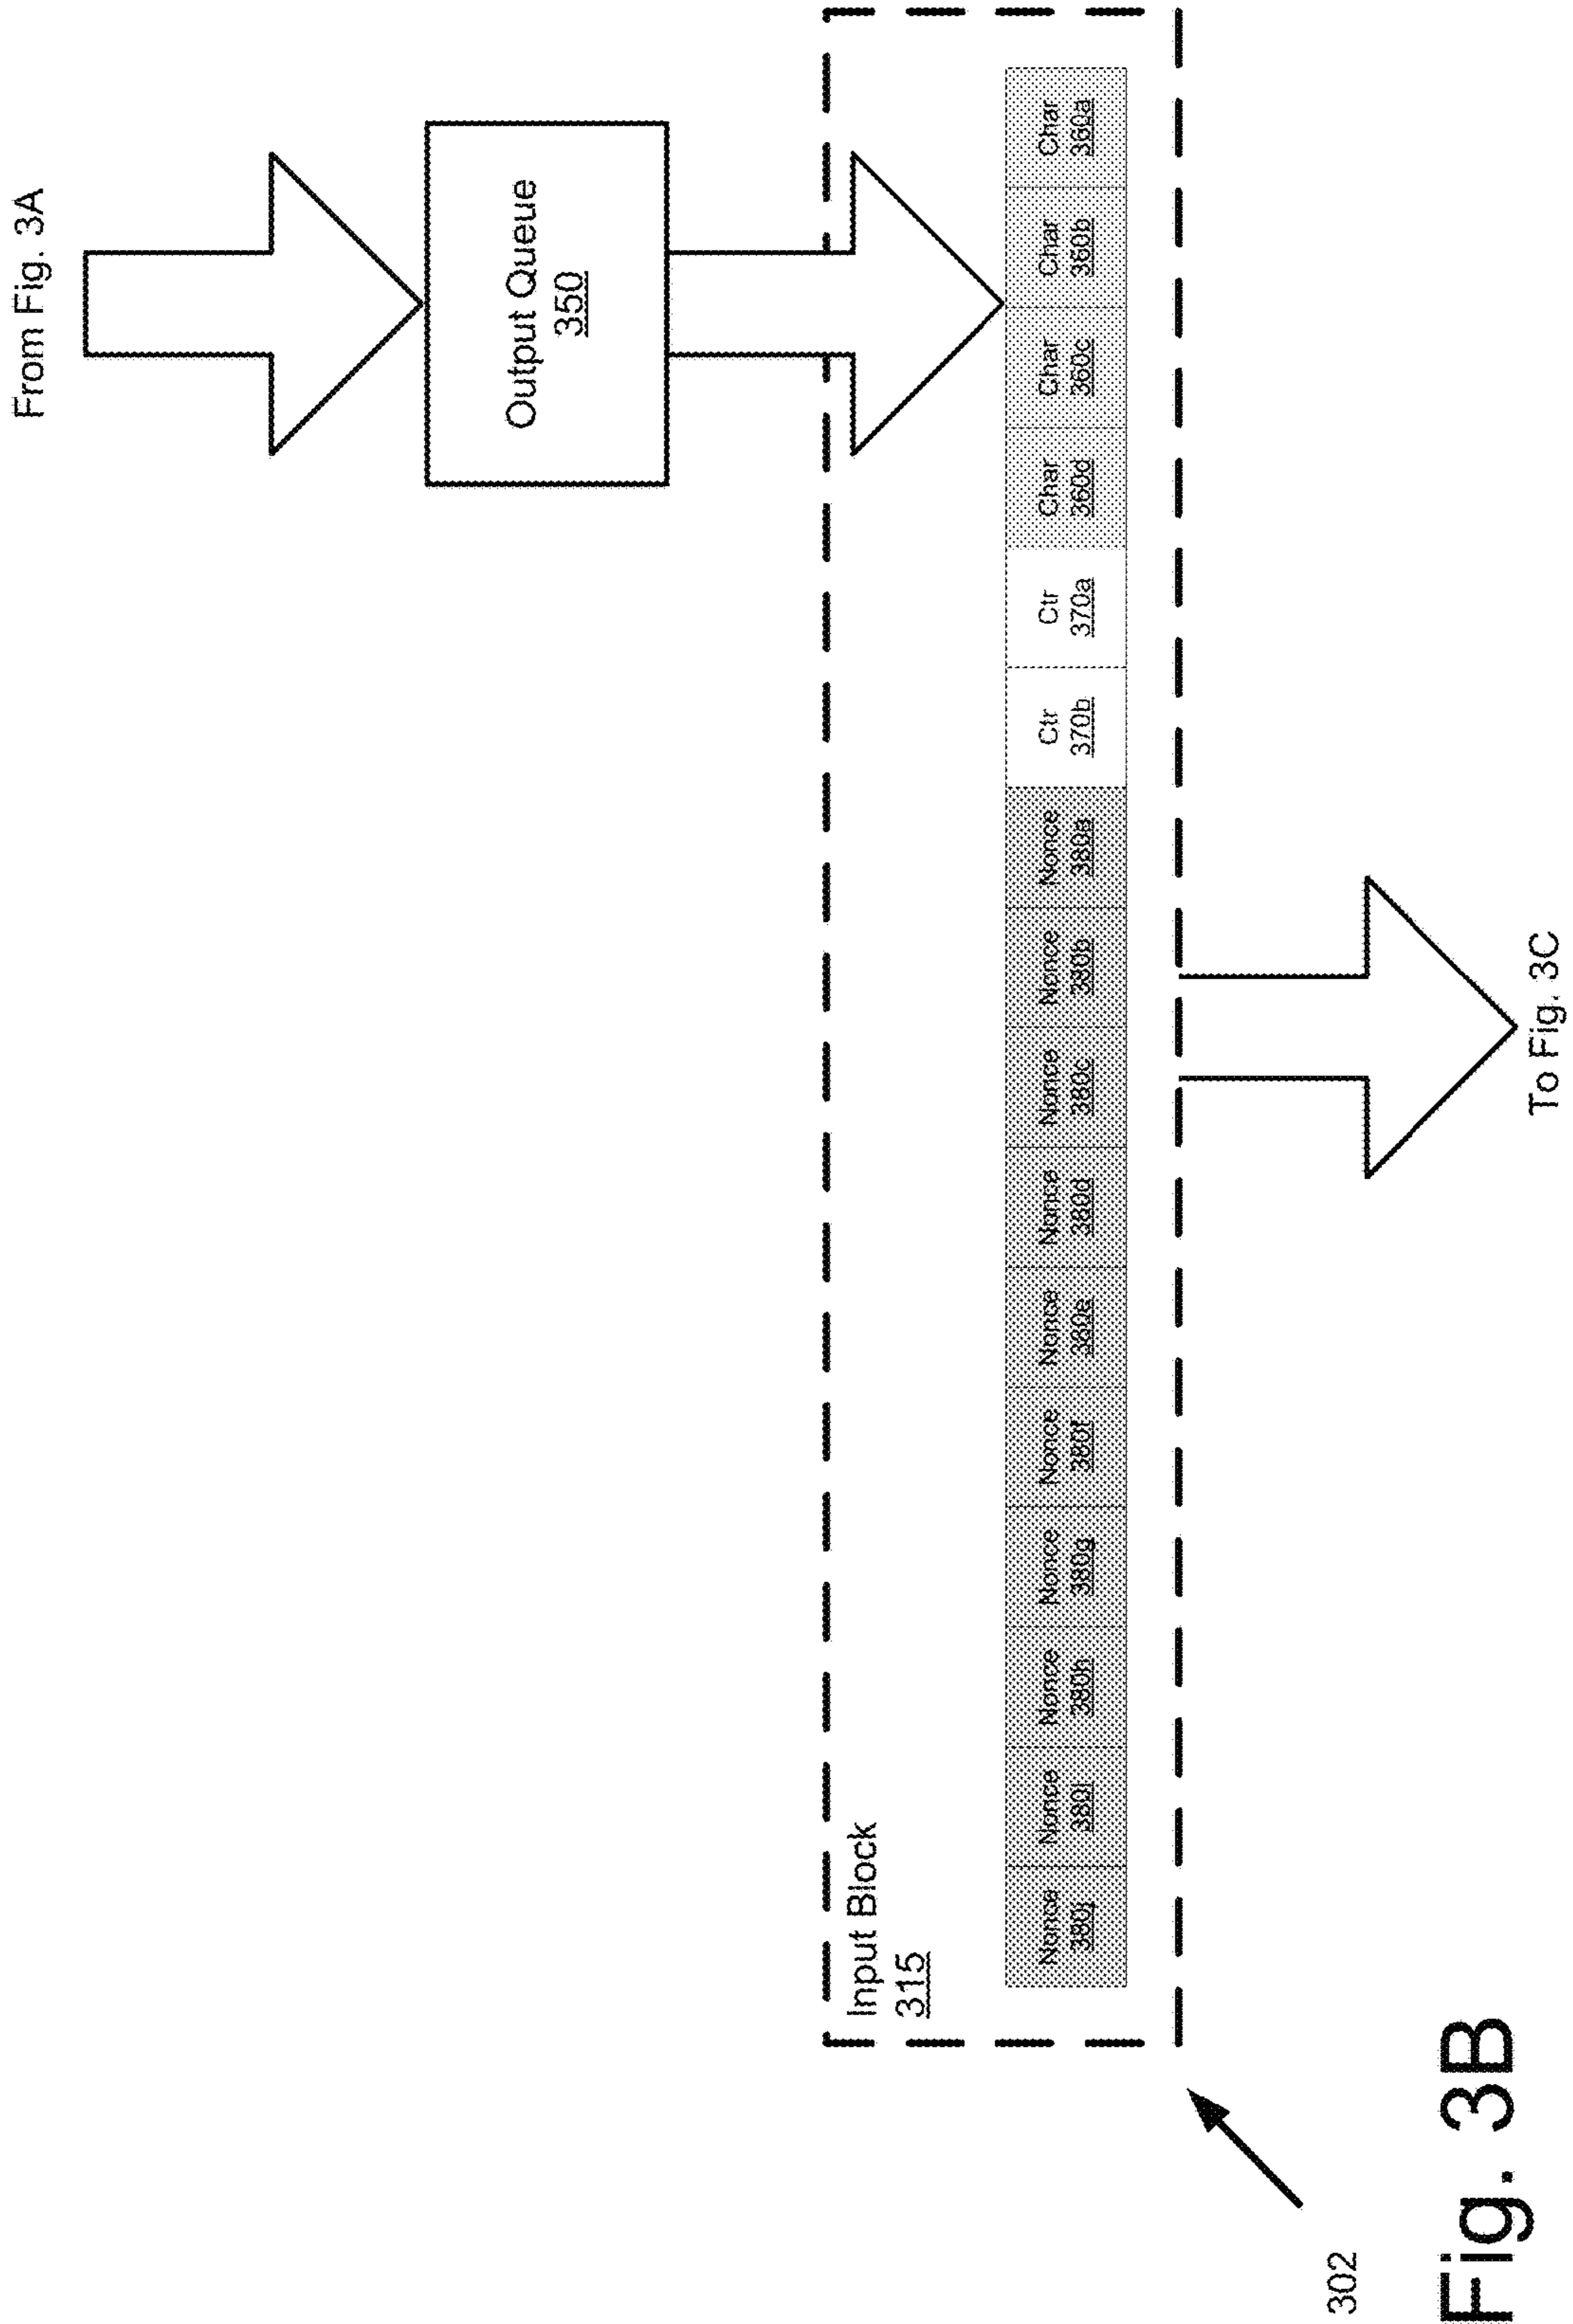 From Fig. 3A
Output Queue
350
Input Block
315
Nonce
380j
Nonce
380i
Nonce
380h
Nonce
380g
Nonce
380f
Nonce
380e
Nonce
380d
Nonce
380c
Nonce
380b
Nonce
380a
Ctr
370b
Ctr
370a
Char
360d
Char
360c
Char
360b
Char
360a
302
To Fig. 3C
Fig. 3B